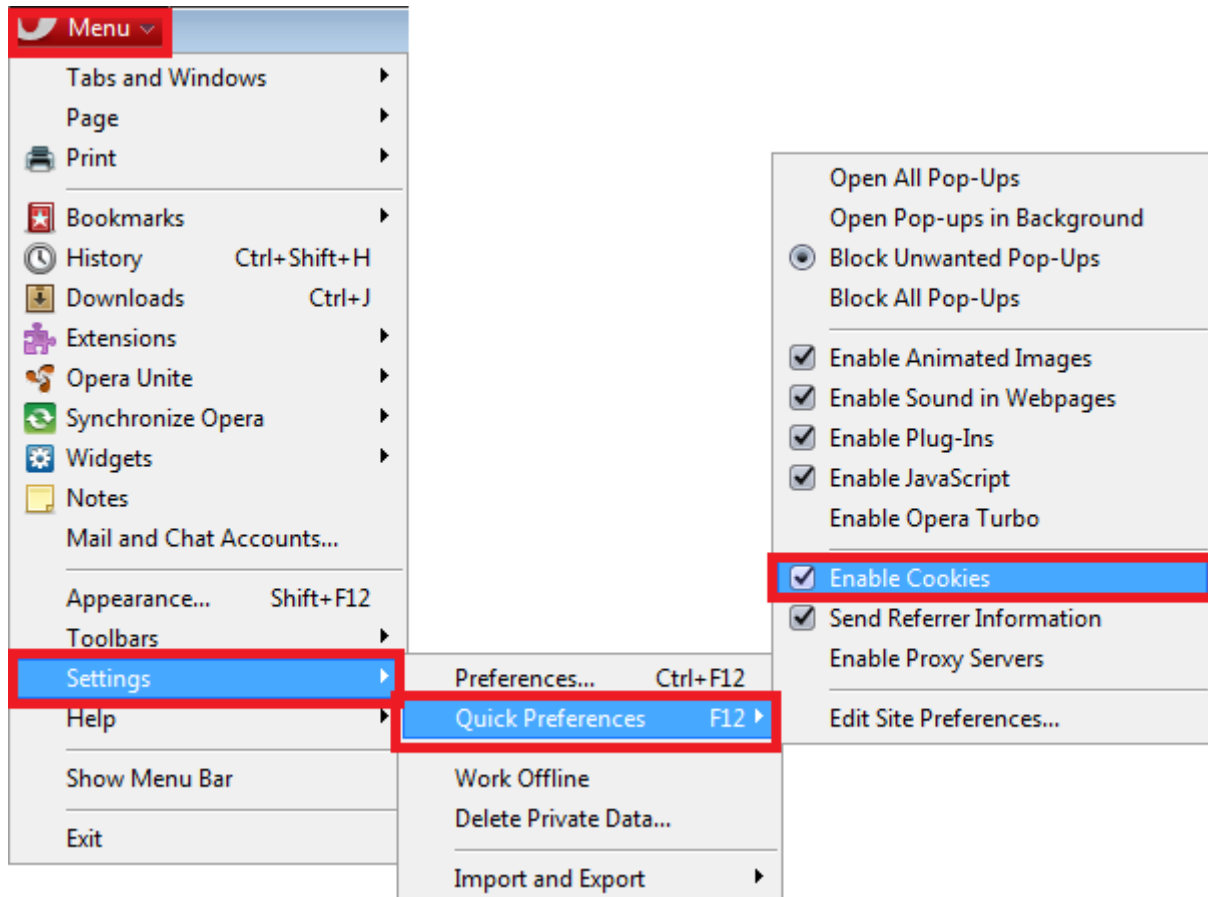 Menu
Tabs and Windows
Page
Print
Bookmarks
History Ctrl+Shift+H
Downloads Ctrl+J
Extensions
Opera Unite
Synchronize Opera
Widgets
Notes
Mail and Chat Accounts...
Appearance... Shift+F12
Toolbars
Settings
Help
Show Menu Bar
Exit
Preferences... Ctrl+F12
Quick Preferences F12
Work Offline
Delete Private Data...
Import and Export
Open All Pop-Ups
Open Pop-ups in Background
Block Unwanted Pop-Ups
Block All Pop-Ups
Enable Animated Images
Enable Sound in Webpages
Enable Plug-Ins
Enable JavaScript
Enable Opera Turbo
Enable Cookies
Send Referrer Information
Enable Proxy Servers
Edit Site Preferences...